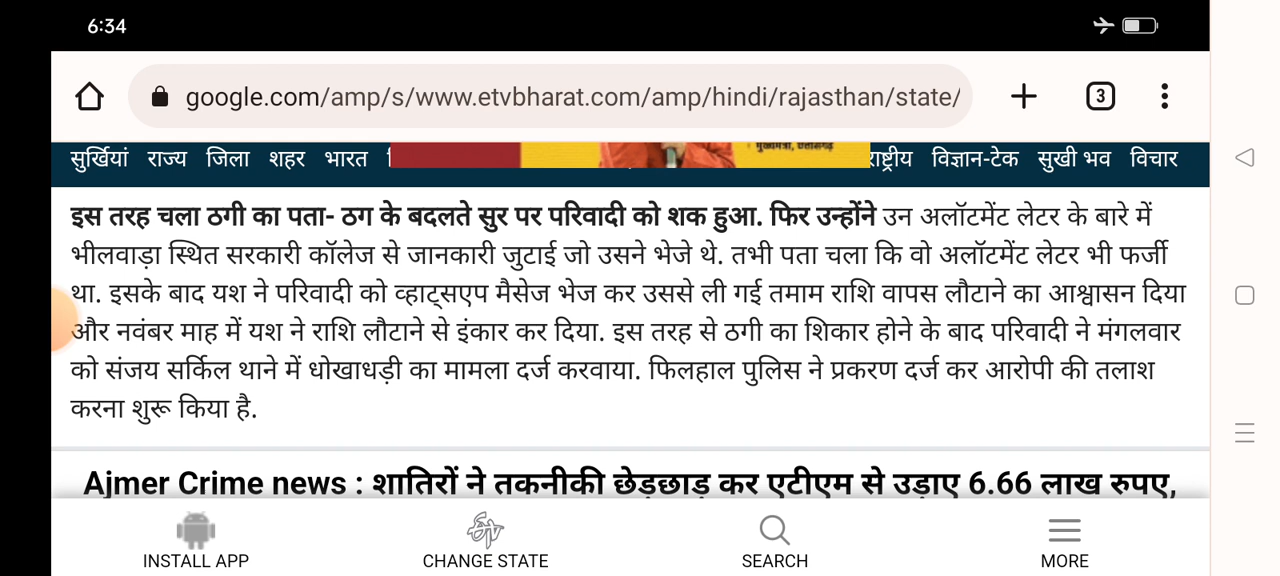 6:34
google.com/amp/s/www.etvbharat.com/amp/hindi/rajasthan/state/
3
सुर्खियां राज्य जिला शहर भारत राष्ट्रीय विज्ञान-टेक सुखी भव विचार
मुख्यमंत्री, छत्तीसगढ़
इस तरह चला ठगी का पता- ठग के बदलते सुर पर परिवादी को शक हुआ. फिर उन्होंने उन अलॉटमेंट लेटर के बारे में
भीलवाड़ा स्थित सरकारी कॉलेज से जानकारी जुटाई जो उसने भेजे थे. तभी पता चला कि वो अलॉटमेंट लेटर भी फर्जी
था. इसके बाद यश ने परिवादी को व्हाट्सएप मैसेज भेज कर उससे ली गई तमाम राशि वापस लौटाने का आश्वासन दिया
और नवंबर माह में यश ने राशि लौटाने से इंकार कर दिया. इस तरह से ठगी का शिकार होने के बाद परिवादी ने मंगलवार
को संजय सर्किल थाने में धोखाधड़ी का मामला दर्ज करवाया. फिलहाल पुलिस ने प्रकरण दर्ज कर आरोपी की तलाश
करना शुरू किया है.
Ajmer Crime news : शातिरों ने तकनीकी छेड़छाड़ कर एटीएम से उड़ाए 6.66 लाख रुपए,
INSTALL APP CHANGE STATE SEARCH MORE